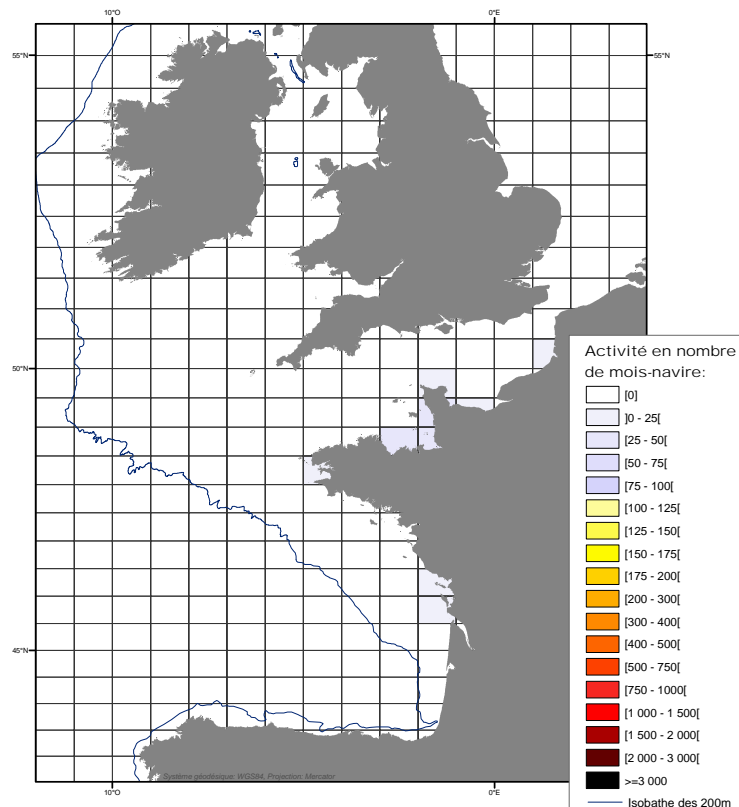 10°O
0°E
55°N
55°N
50°N
45°N
Activité en nombre
de mois-navire:
[0]
]0 - 25[
[25 - 50[
[50 - 75[
[75 - 100[
[100 - 125[
[125 - 150[
[150 - 175[
[175 - 200[
[200 - 300[
[300 - 400[
[400 - 500[
[500 - 750[
[750 - 1000[
[1 000 - 1 500[
[1 500 - 2 000[
[2 000 - 3 000[
>=3 000
Isobathe des 200m
Système géodésique: WGS84, Projection: Mercator
10°O
0°E